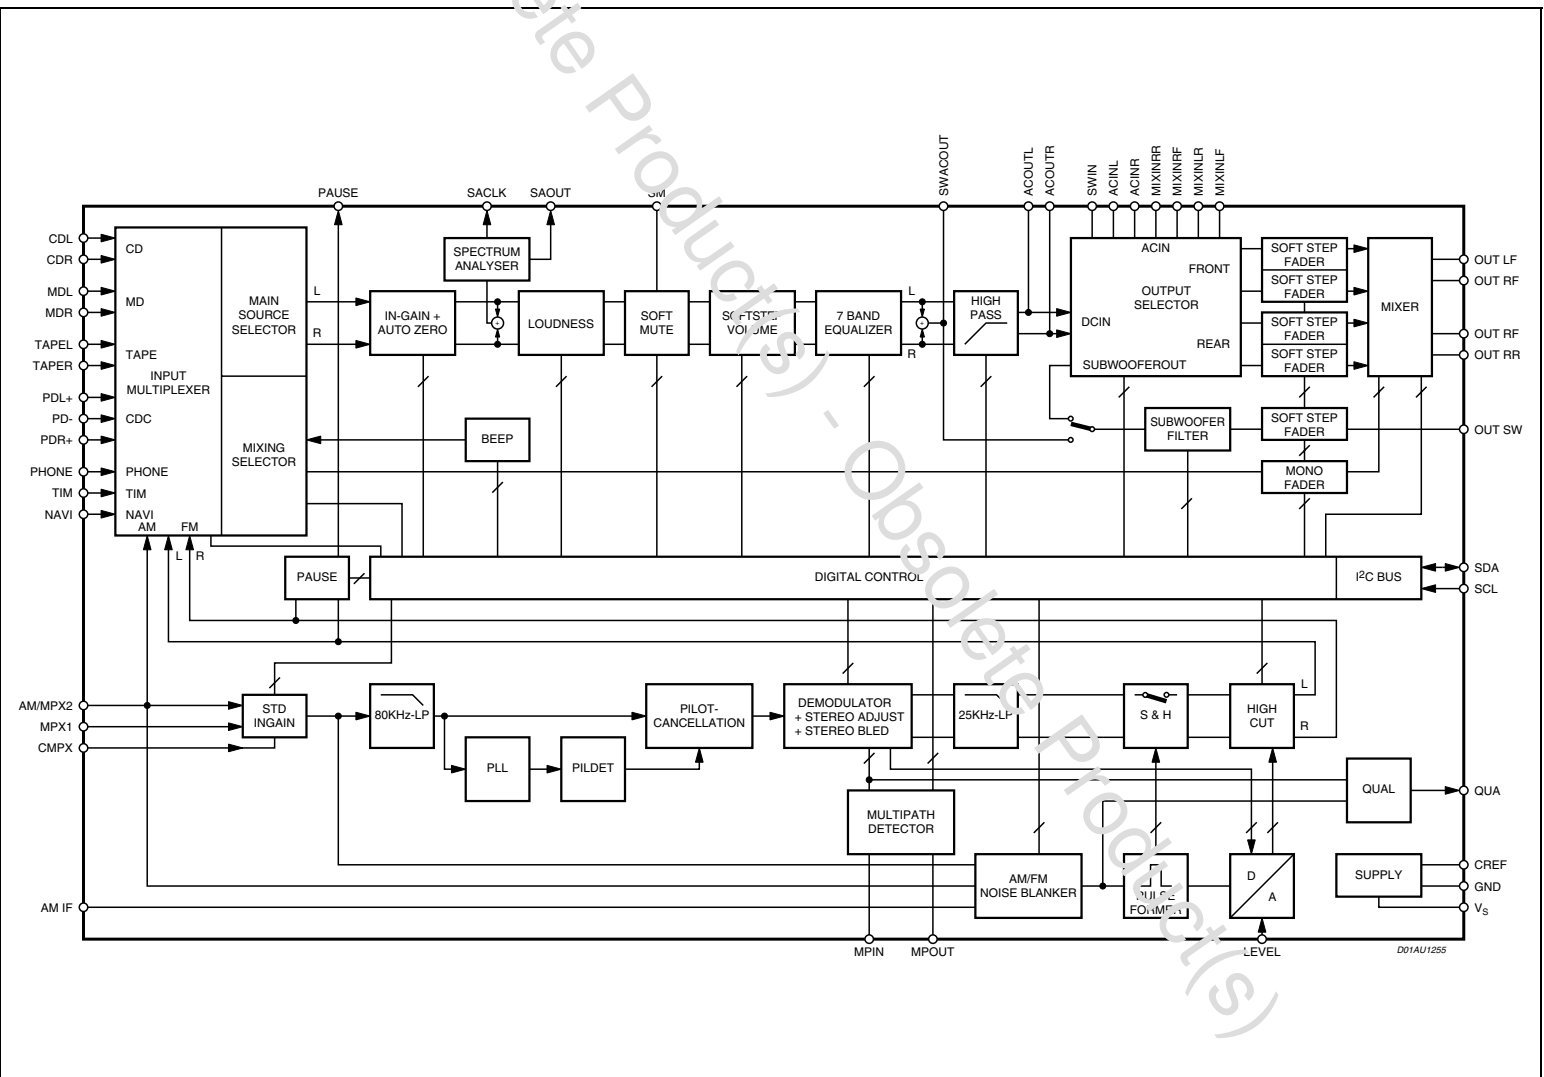 PAUSE
SACLK
SAOUT
SM
SWACOUT
ACOUTL
ACOUTR
SWIN
ACINL
ACINR
MIXINRR
MIXINRF
MIXINLR
MIXINLF
CDL
CDR
MDL
MDR
TAPEL
TAPER
PDL+
PD-
PDR+
PHONE
TIM
NAVI
CD
MD
TAPE
INPUT
MULTIPLEXER
CDC
PHONE
TIM
NAVI
AM
FM
L
R
MAIN
SOURCE
SELECTOR
MIXING
SELECTOR
L
R
SPECTRUM
ANALYSER
IN-GAIN +
AUTO ZERO
+
LOUDNESS
SOFT
MUTE
SOFTSTEP
VOLUME
7 BAND
EQUALIZER
L
+
R
HIGH
PASS
ACIN
FRONT
OUTPUT
SELECTOR
DCIN
REAR
SUBWOOFEROUT
SOFT STEP
FADER
SOFT STEP
FADER
SOFT STEP
FADER
SOFT STEP
FADER
MIXER
OUT LF
OUT RF
OUT RF
OUT RR
BEEP
SUBWOOFER
FILTER
SOFT STEP
FADER
OUT SW
MONO
FADER
PAUSE
DIGITAL CONTROL
I²C BUS
SDA
SCL
AM/MPX2
MPX1
CMPX
STD
INGAIN
80KHz-LP
PLL
PILDET
PILOT-
CANCELLATION
DEMODULATOR
+ STEREO ADJUST
+ STEREO BLED
25KHz-LP
S & H
HIGH
CUT
L
R
MULTIPATH
DETECTOR
QUAL
QUA
AM IF
AM/FM
NOISE BLANKER
PULSE
FORMER
D
A
SUPPLY
CREF
GND
VS
MPIN
MPOUT
LEVEL
D01AU1255
ete Product(s) - Obsolete Product(s)